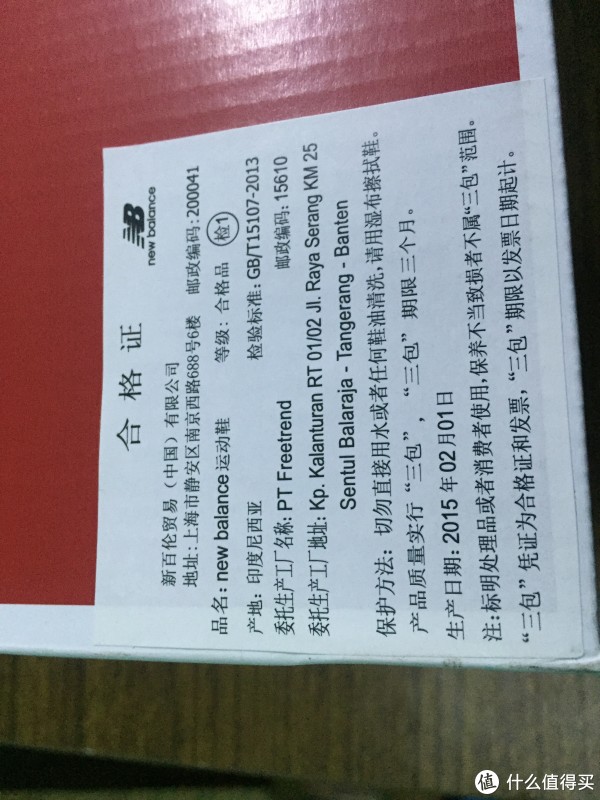 NB
new balance
合格证
新百伦贸易（中国）有限公司
地址:上海市静安区南京西路688号6楼 邮政编码:200041
品名: new balance 运动鞋 等级: 合格品 检1
产地: 印度尼西亚 检验标准: GB/T15107-2013
委托生产工厂名称: PT Freetrend 邮政编码: 15610
委托生产工厂地址: Kp. Kalanturan RT 01/02 Jl. Raya Serang KM 25
Sentul Balaraja - Tangerang - Banten
保护方法: 切勿直接用水或者任何鞋油清洗,请用湿布擦拭鞋。
产品质量实行“三包”，“三包”期限三个月。
生产日期: 2015 年 02 月 01 日
注:标明处理品或者消费者使用,保养不当致损者不属“三包”范围。
“三包”凭证为合格证和发票,“三包”期限以发票日期起计。
值 什么值得买